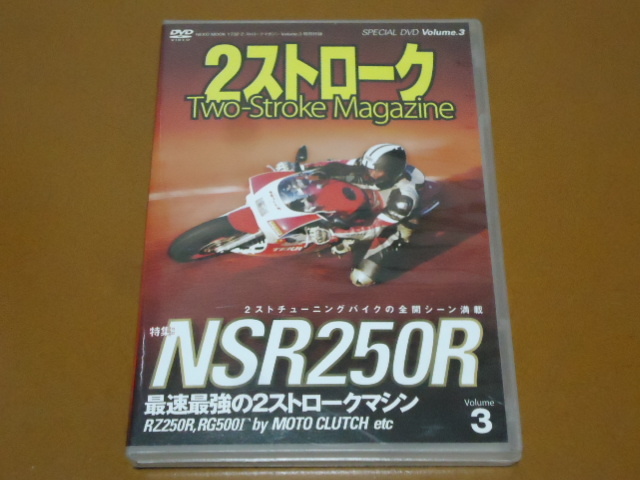 DVD
SPECIAL DVD Volume.3
2ストローク
Two-Stroke Magazine
2ストチューニングバイクの全開シーン満載
特集
NSR250R
最速最強の2ストロークマシン
RZ250R, RG500Γ by MOTO CLUTCH etc
Volume
3